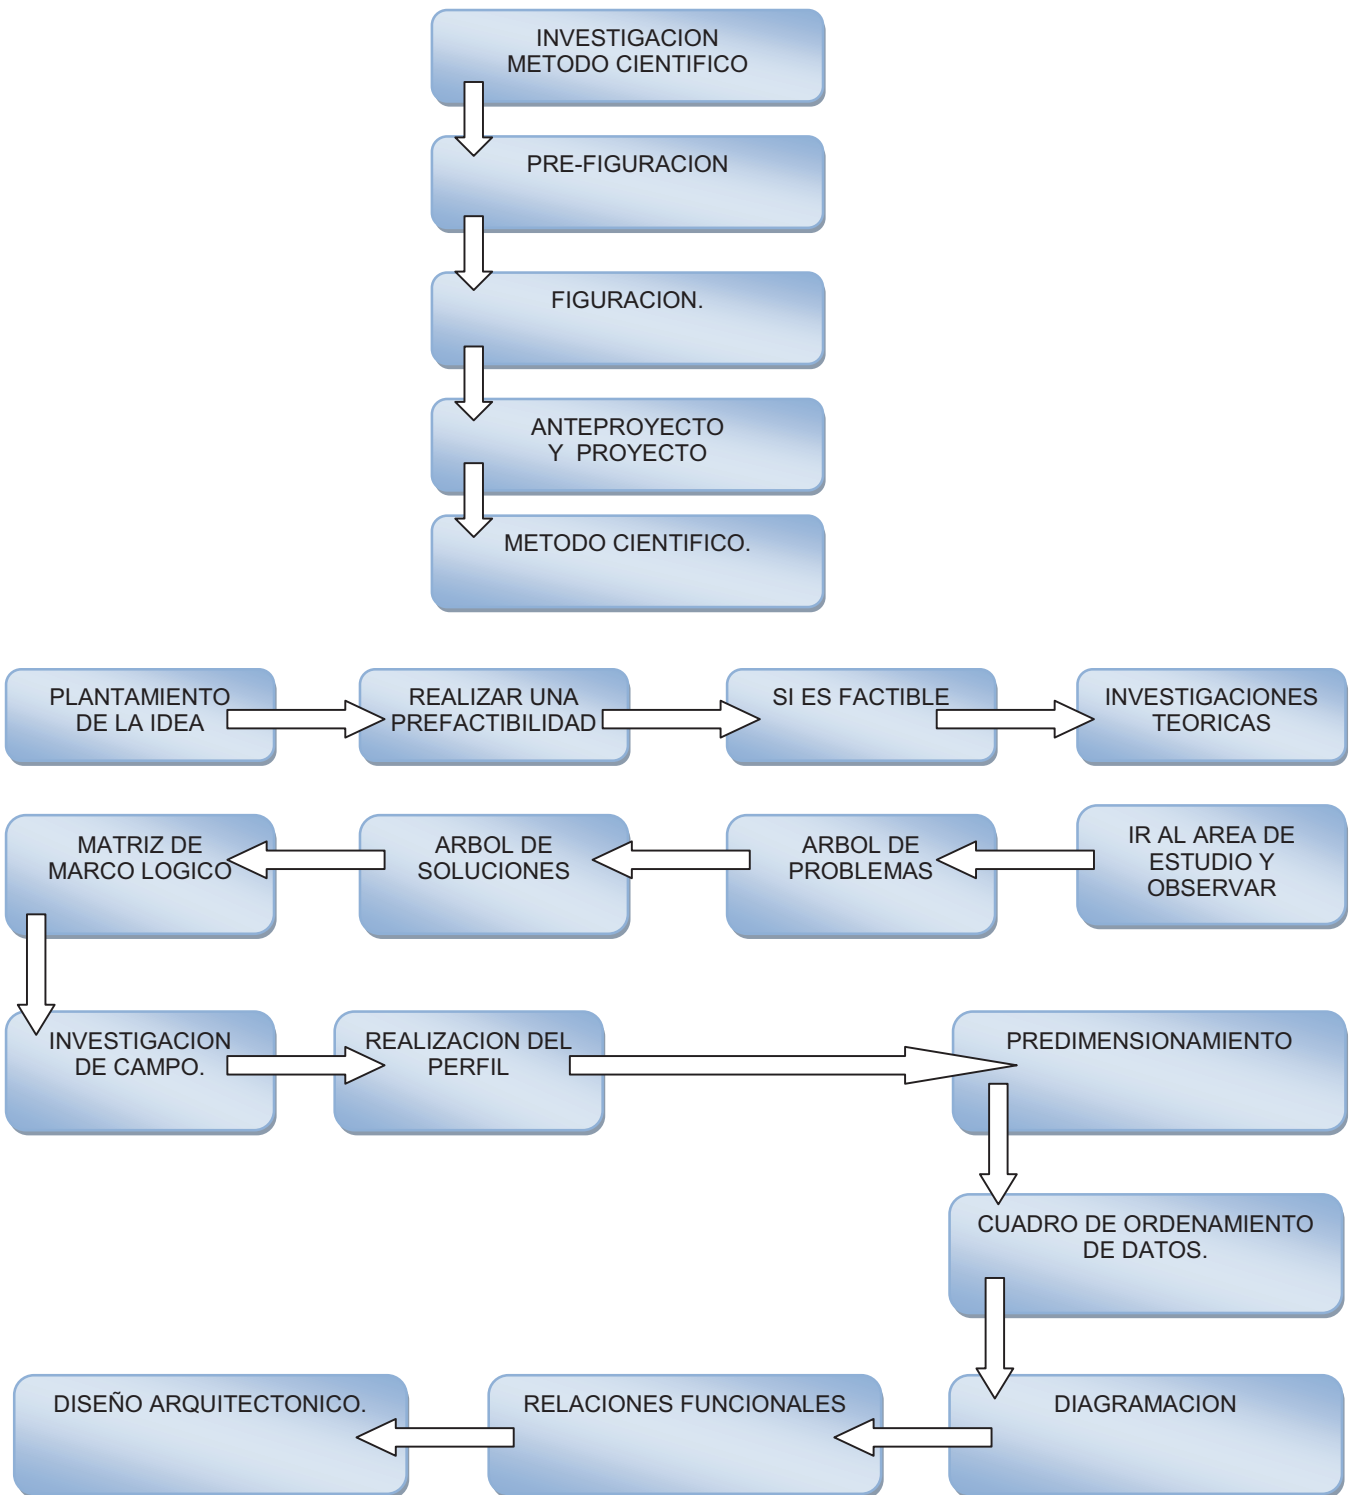 INVESTIGACION
METODO CIENTIFICO
PRE-FIGURACION
FIGURACION.
ANTEPROYECTO
Y PROYECTO
METODO CIENTIFICO.
PLANTAMIENTO
DE LA IDEA
REALIZAR UNA
PREFACTIBILIDAD
SI ES FACTIBLE
INVESTIGACIONES
TEORICAS
IR AL AREA DE
ESTUDIO Y
OBSERVAR
ARBOL DE
PROBLEMAS
ARBOL DE
SOLUCIONES
MATRIZ DE
MARCO LOGICO
INVESTIGACION
DE CAMPO.
REALIZACION DEL
PERFIL
PREDIMENSIONAMIENTO
CUADRO DE ORDENAMIENTO
DE DATOS.
DIAGRAMACION
RELACIONES FUNCIONALES
DISEÑO ARQUITECTONICO.